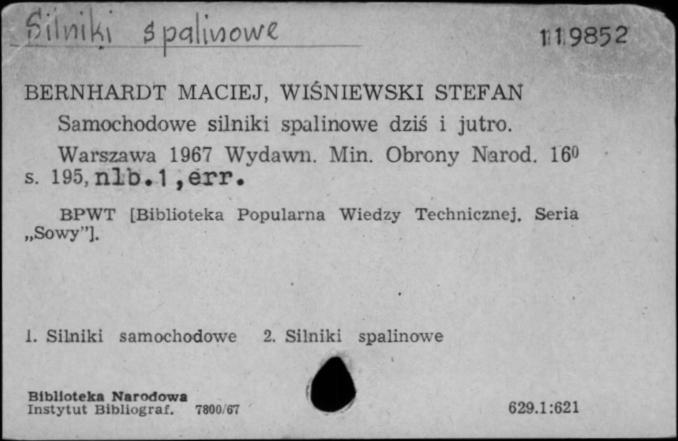 Silniki spalinowe
119852
BERNHARDT MACIEJ, WIŚNIEWSKI STEFAN
Samochodowe silniki spalinowe dziś i jutro.
Warszawa 1967 Wydawn. Min. Obrony Narod. 16⁰
s. 195, nlb.1, err.
BPWT [Biblioteka Popularna Wiedzy Technicznej. Seria
„Sowy”].
1. Silniki samochodowe 2. Silniki spalinowe
Biblioteka Narodowa
Instytut Bibliograf. 7800/67
629.1:621